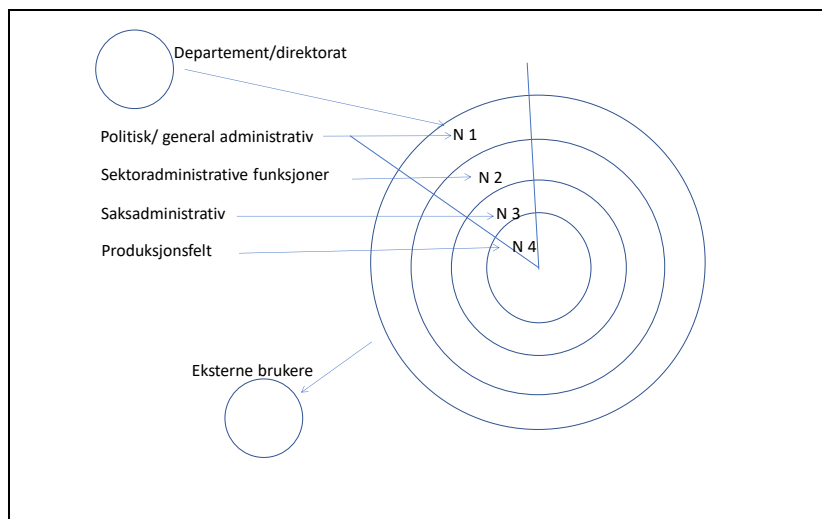 Departement/direktorat
Politisk/ general administrativ
N 1
Sektoradministrative funksjoner
N 2
Saksadministrativ
N 3
Produksjonsfelt
N 4
Eksterne brukere